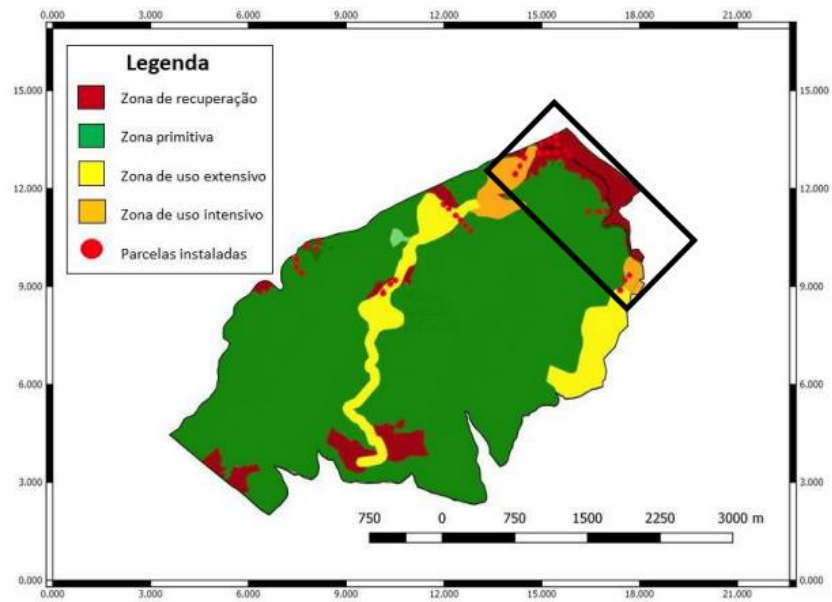 0.000 3.000 6.000 9.000 12.000 15.000 18.000 21.000
Legenda
Zona de recuperação
Zona primitiva
Zona de uso extensivo
Zona de uso intensivo
Parcelas instaladas
15.000 15.000
12.000 12.000
9.000 9.000
6.000 6.000
3.000 3.000
750 0 750 1500 2250 3000 m
0.000 0.000
0.000 3.000 6.000 9.000 12.000 15.000 18.000 21.000